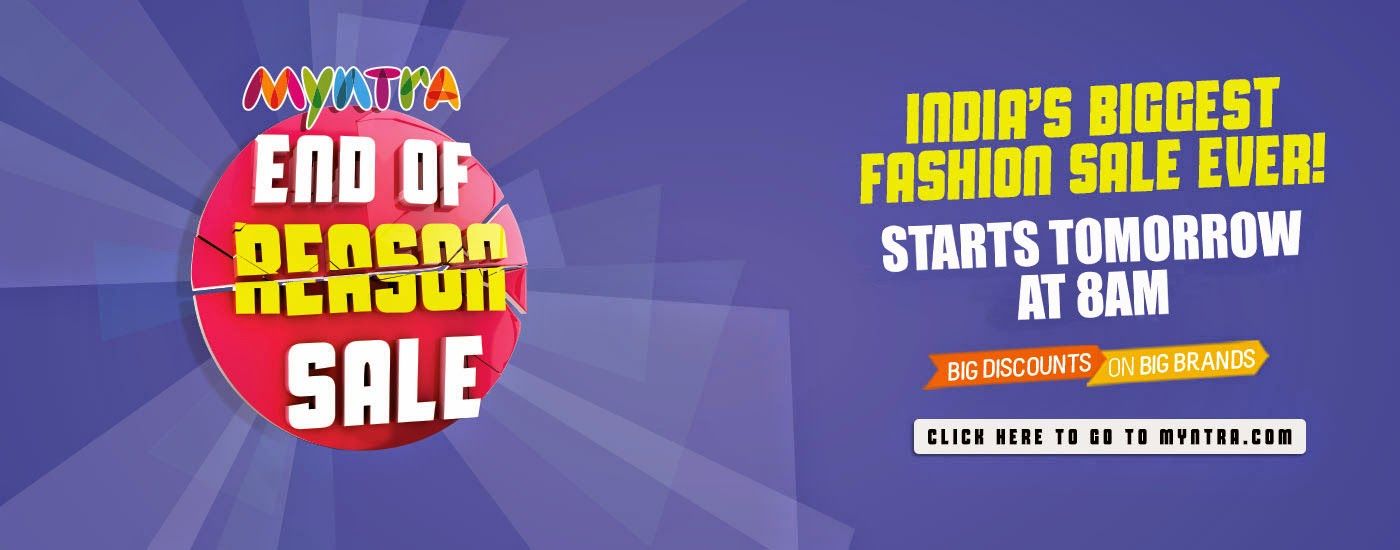 Myntra
END OF
REASON
SALE
INDIA'S BIGGEST
FASHION SALE EVER!
STARTS TOMORROW
AT 8AM
BIG DISCOUNTS ON BIG BRANDS
CLICK HERE TO GO TO MYNTRA.COM